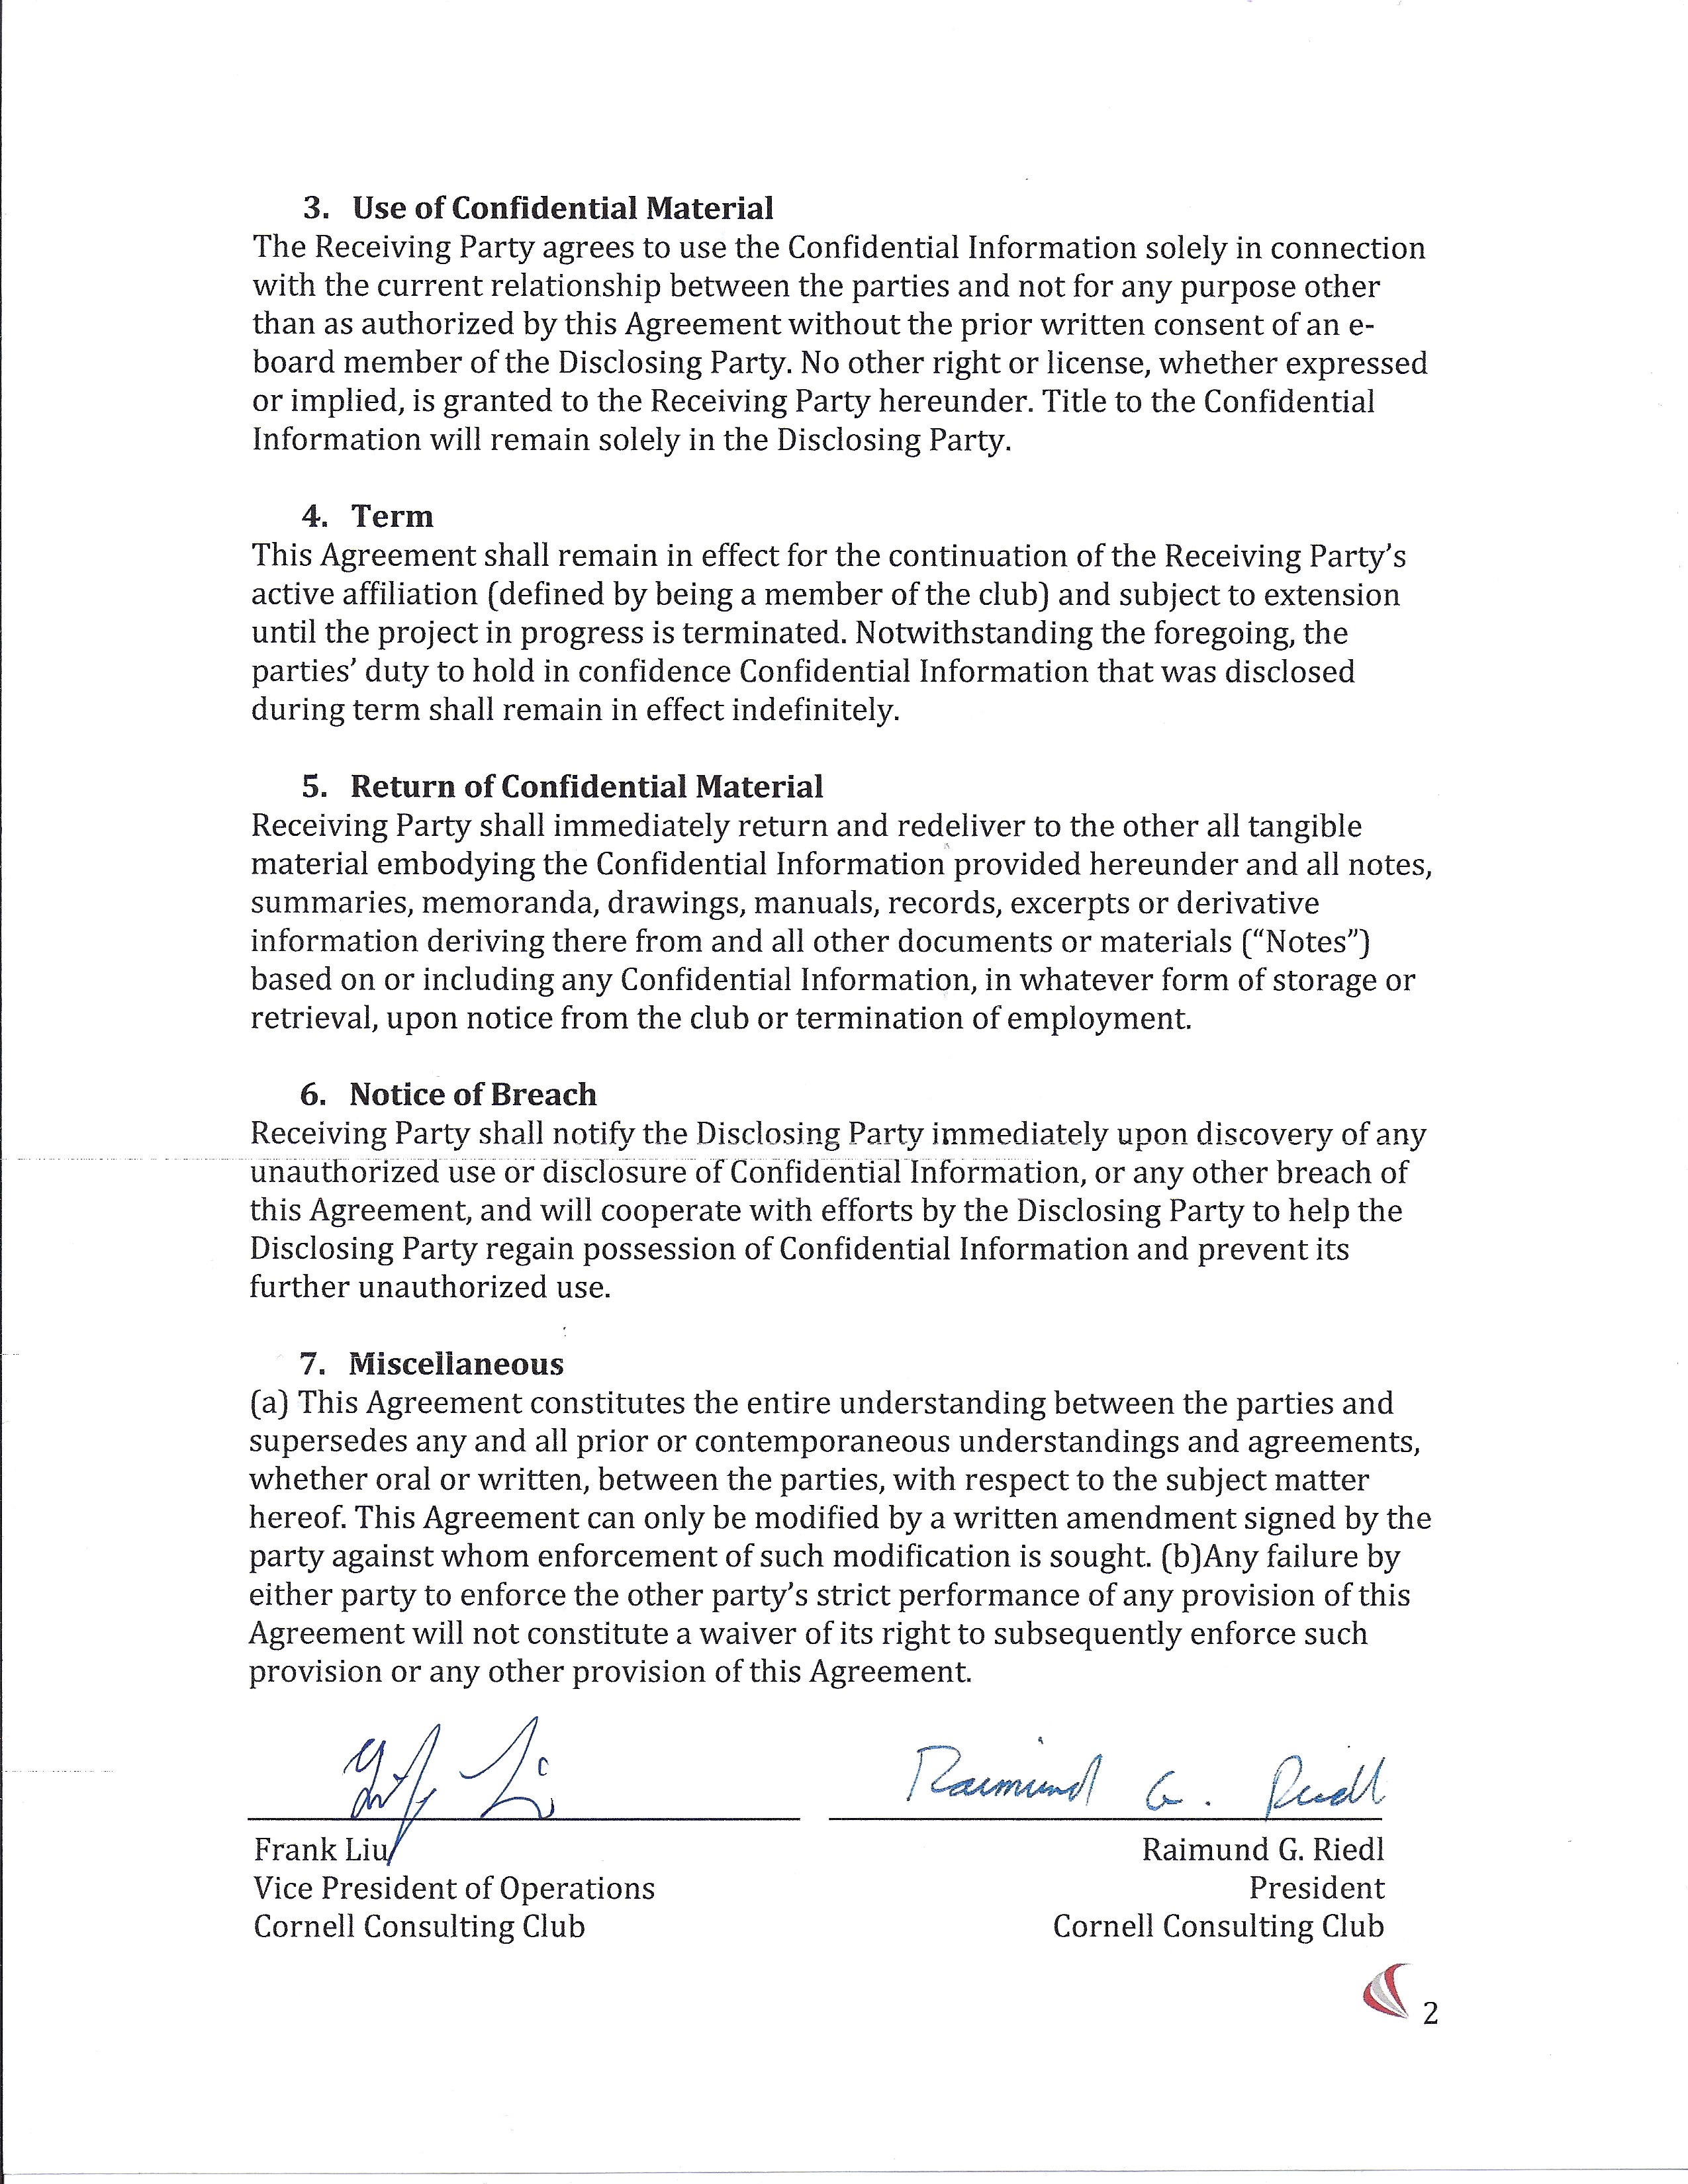 3. Use of Confidential Material
The Receiving Party agrees to use the Confidential Information solely in connection
with the current relationship between the parties and not for any purpose other
than as authorized by this Agreement without the prior written consent of an e-
board member of the Disclosing Party. No other right or license, whether expressed
or implied, is granted to the Receiving Party hereunder. Title to the Confidential
Information will remain solely in the Disclosing Party.
4. Term
This Agreement shall remain in effect for the continuation of the Receiving Party's
active affiliation (defined by being a member of the club) and subject to extension
until the project in progress is terminated. Notwithstanding the foregoing, the
parties' duty to hold in confidence Confidential Information that was disclosed
during term shall remain in effect indefinitely.
5. Return of Confidential Material
Receiving Party shall immediately return and redeliver to the other all tangible
material embodying the Confidential Information provided hereunder and all notes,
summaries, memoranda, drawings, manuals, records, excerpts or derivative
information deriving there from and all other documents or materials ("Notes")
based on or including any Confidential Information, in whatever form of storage or
retrieval, upon notice from the club or termination of employment.
6. Notice of Breach
Receiving Party shall notify the Disclosing Party immediately upon discovery of any
unauthorized use or disclosure of Confidential Information, or any other breach of
this Agreement, and will cooperate with efforts by the Disclosing Party to help the
Disclosing Party regain possession of Confidential Information and prevent its
further unauthorized use.
7. Miscellaneous
(a) This Agreement constitutes the entire understanding between the parties and
supersedes any and all prior or contemporaneous understandings and agreements,
whether oral or written, between the parties, with respect to the subject matter
hereof. This Agreement can only be modified by a written amendment signed by the
party against whom enforcement of such modification is sought. (b)Any failure by
either party to enforce the other party's strict performance of any provision of this
Agreement will not constitute a waiver of its right to subsequently enforce such
provision or any other provision of this Agreement.
Raimund G. Riedl
Frank Liu Raimund G. Riedl
Vice President of Operations President
Cornell Consulting Club Cornell Consulting Club
2